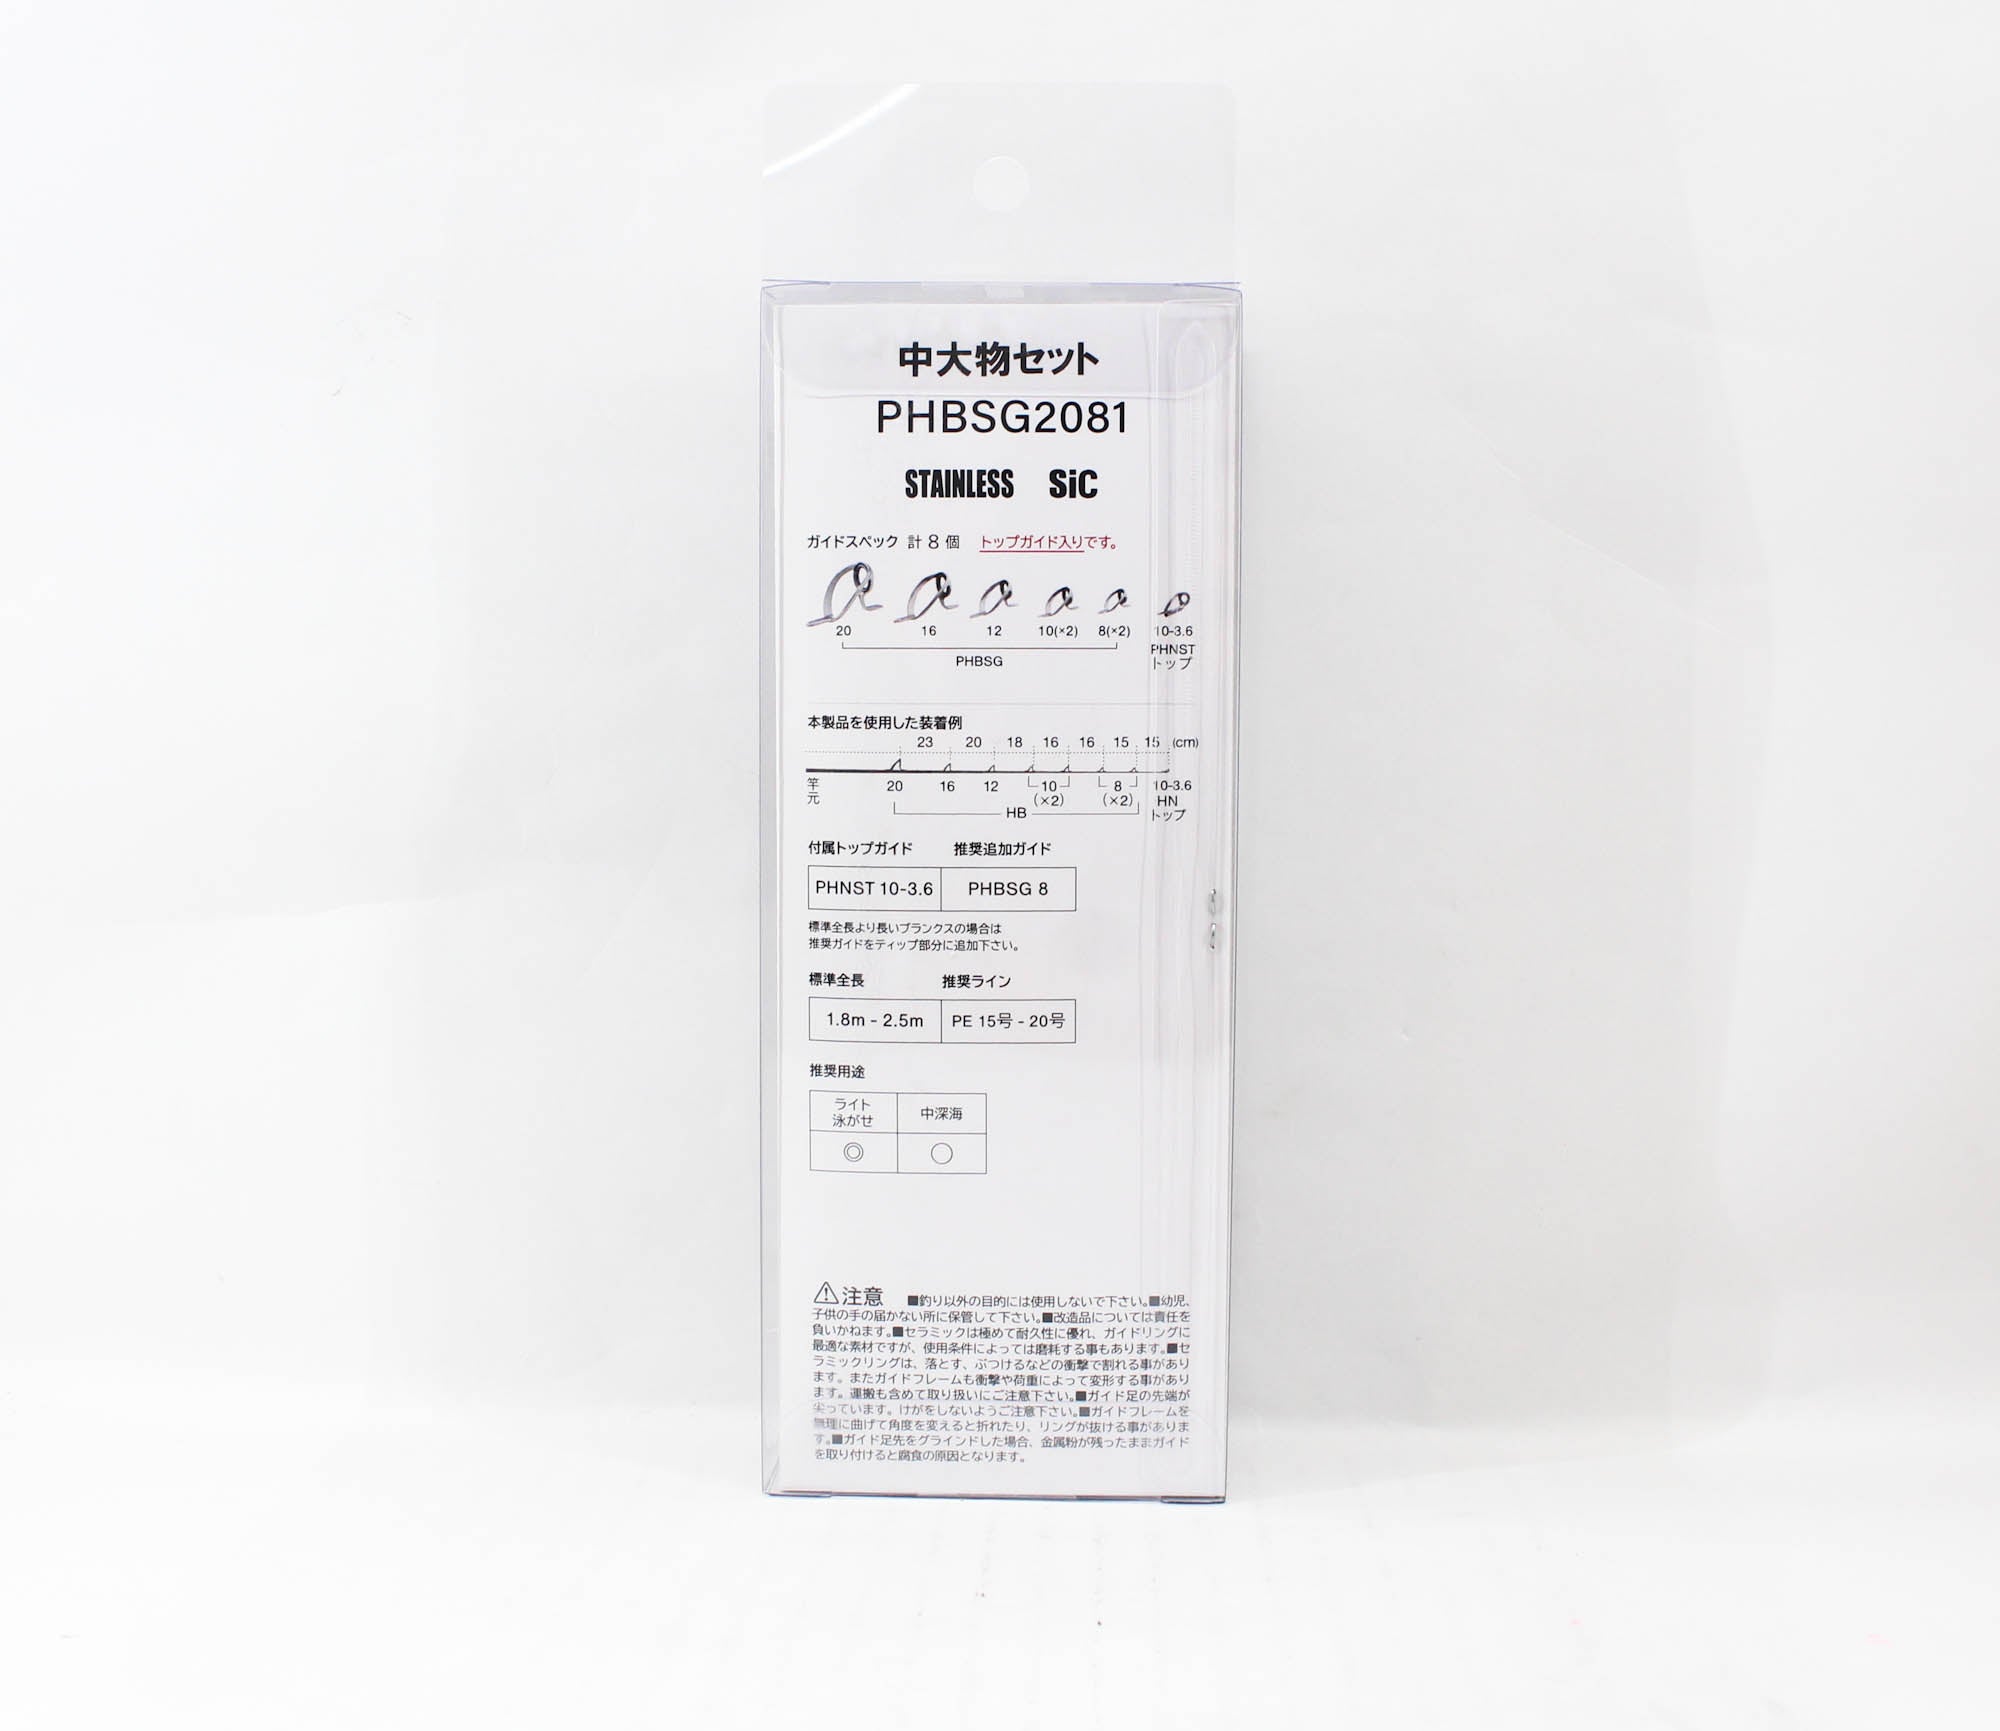 中大物セット
PHBSG2081
STAINLESS SiC
ガイドスペック 計8個 トップガイド入りです。
20 16 12 10(×2) 8(×2) 10-3.6
PHBSG PHNST
トップ
本製品を使用した装着例
23 20 18 16 16 15 15 (cm)
竿元 20 16 12 10(×2) 8(×2) 10-3.6
HB HN
トップ
付属トップガイド 推奨追加ガイド
PHNST 10-3.6 PHBSG 8
標準全長より長いブランクスの場合は
推奨ガイドをティップ部分に追加下さい。
標準全長 推奨ライン
1.8m - 2.5m PE 15号 - 20号
推奨用途
ライト泳がせ 中深海
◎ ○
⚠注意 ■釣り以外の目的には使用しないで下さい。■幼児、
子供の手の届かない所に保管して下さい。■改造品については責任を
負いかねます。■セラミックは極めて耐久性に優れ、ガイドリングに
最適な素材ですが、使用条件によっては磨耗する事もあります。■セ
ラミックリングは、落とす、ぶつけるなどの衝撃で割れる事があり
ます。またガイドフレームも衝撃や荷重によって変形する事があり
ます。運搬も含めて取り扱いにご注意下さい。■ガイド足の先端が
尖っています。けがをしないようご注意下さい。■ガイドフレームを
無理に曲げて角度を変えると折れたり、リングが抜ける事がありま
す。■ガイド足先をグラインドした場合、金属粉が残ったままガイド
を取り付けると腐食の原因となります。